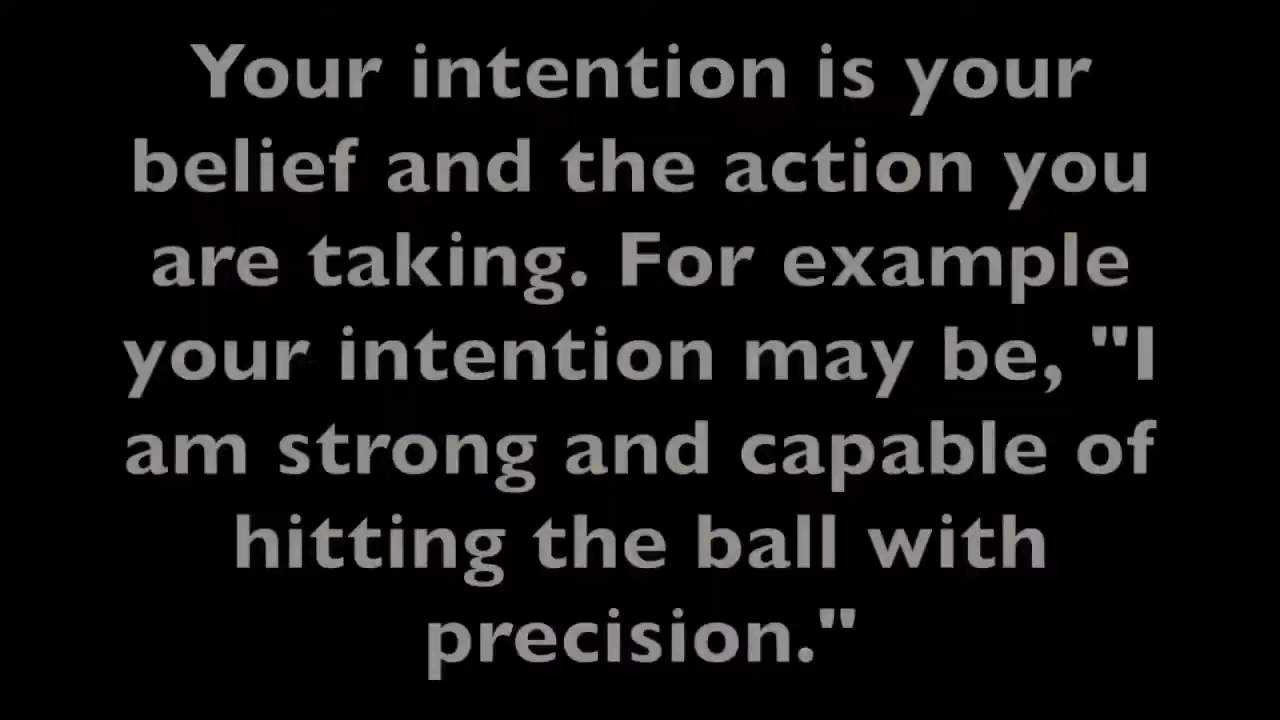 Your intention is your
belief and the action you
are taking. For example
your intention may be, "I
am strong and capable of
hitting the ball with
precision."